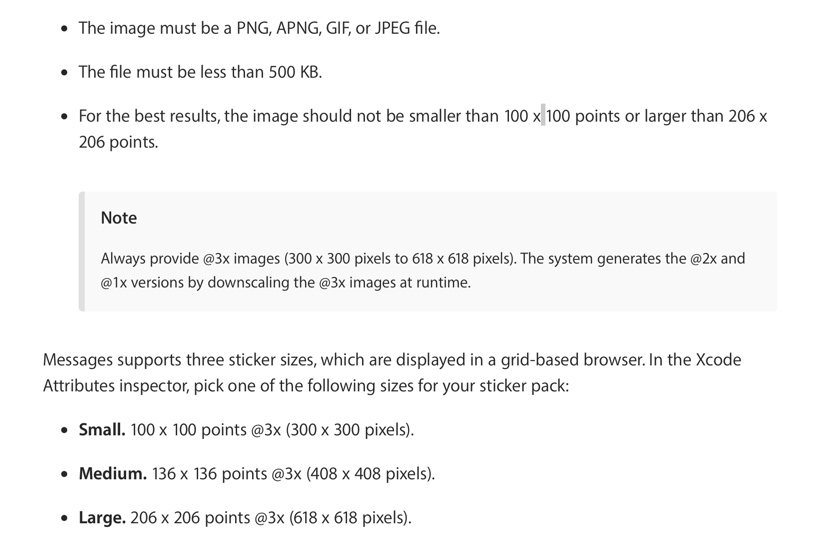 • The image must be a PNG, APNG, GIF, or JPEG file.
• The file must be less than 500 KB.
• For the best results, the image should not be smaller than 100 x 100 points or larger than 206 x
206 points.
Note
Always provide @3x images (300 x 300 pixels to 618 x 618 pixels). The system generates the @2x and
@1x versions by downscaling the @3x images at runtime.
Messages supports three sticker sizes, which are displayed in a grid-based browser. In the Xcode
Attributes inspector, pick one of the following sizes for your sticker pack:
• Small. 100 x 100 points @3x (300 x 300 pixels).
• Medium. 136 x 136 points @3x (408 x 408 pixels).
• Large. 206 x 206 points @3x (618 x 618 pixels).